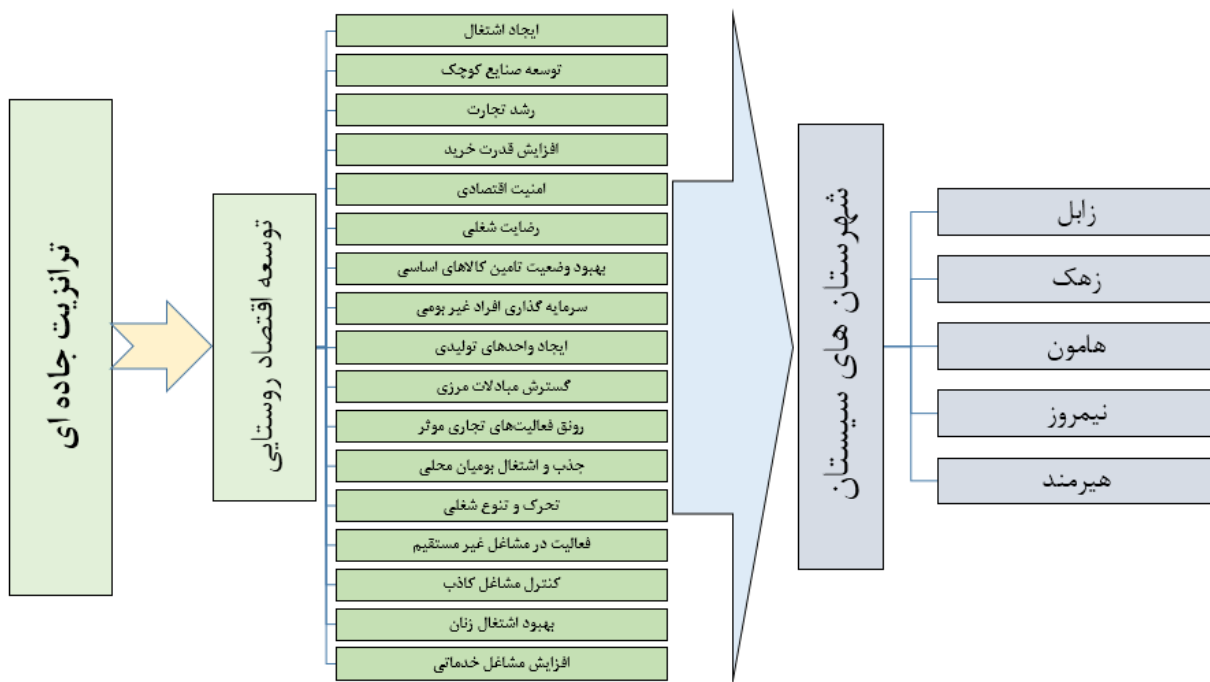 ترانزیت جاده ای
توسعه اقتصاد روستایی
ایجاد اشتغال
توسعه صنایع کوچک
رشد تجارت
افزایش قدرت خرید
امنیت اقتصادی
رضایت شغلی
بهبود وضعیت تامین کالاهای اساسی
سرمایه گذاری افراد غیر بومی
ایجاد واحدهای تولیدی
گسترش مبادلات مرزی
رونق فعالیت‌های تجاری موثر
جذب و اشتغال بومیان محلی
تحرک و تنوع شغلی
فعالیت در مشاغل غیر مستقیم
کنترل مشاغل کاذب
بهبود اشتغال زنان
افزایش مشاغل خدماتی
شهرستان های سیستان
زابل
زهک
هامون
نیمروز
هیرمند